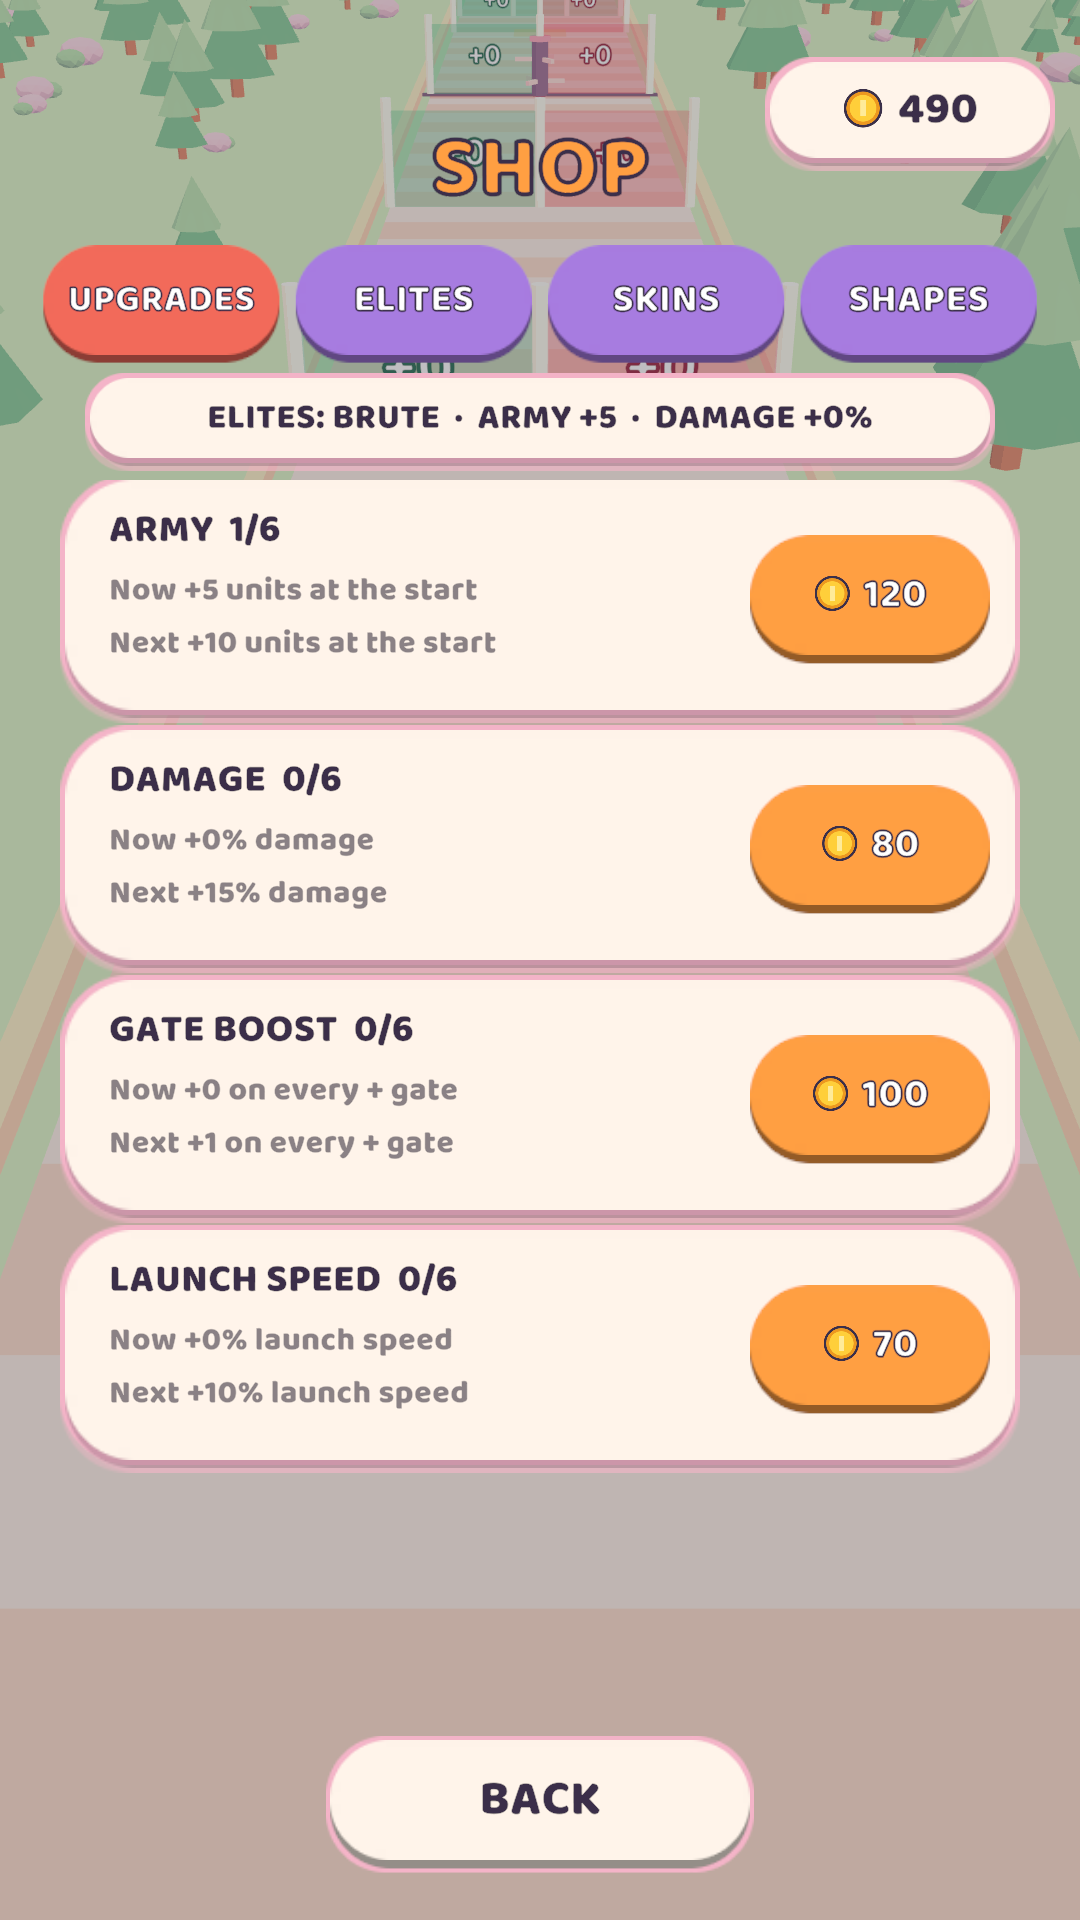 +0 +0
+0 +0
490
SHOP
UPGRADES ELITES SKINS SHAPES
ELITES: BRUTE · ARMY +5 · DAMAGE +0%
ARMY 1/6
Now +5 units at the start
Next +10 units at the start
120
DAMAGE 0/6
Now +0% damage
Next +15% damage
80
GATE BOOST 0/6
Now +0 on every + gate
Next +1 on every + gate
100
LAUNCH SPEED 0/6
Now +0% launch speed
Next +10% launch speed
70
BACK